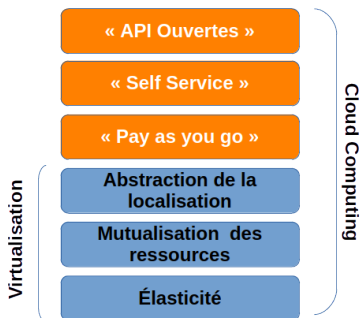 « API Ouvertes »
« Self Service »
« Pay as you go »
Abstraction de la
localisation
Mutualisation des
ressources
Élasticité
Virtualisation
Cloud Computing